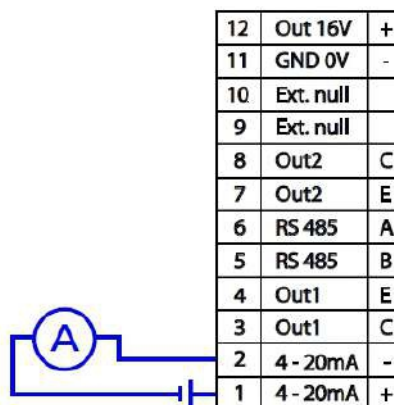 12 Out 16V +
11 GND 0V -
10 Ext. null
9 Ext. null
8 Out2 C
7 Out2 E
6 RS 485 A
5 RS 485 B
4 Out1 E
3 Out1 C
A
2 4 - 20mA -
1 4 - 20mA +